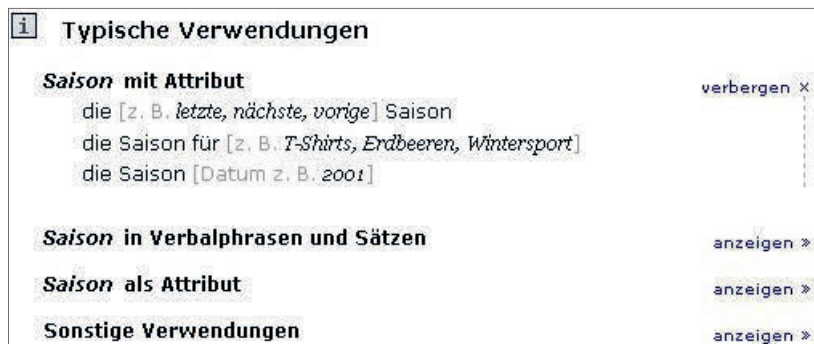 i Typische Verwendungen
Saison mit Attribut verbergen ×
die [z. B. letzte, nächste, vorige] Saison
die Saison für [z. B. T-Shirts, Erdbeeren, Wintersport]
die Saison [Datum z. B. 2001]
Saison in Verbalphrasen und Sätzen anzeigen »
Saison als Attribut anzeigen »
Sonstige Verwendungen anzeigen »